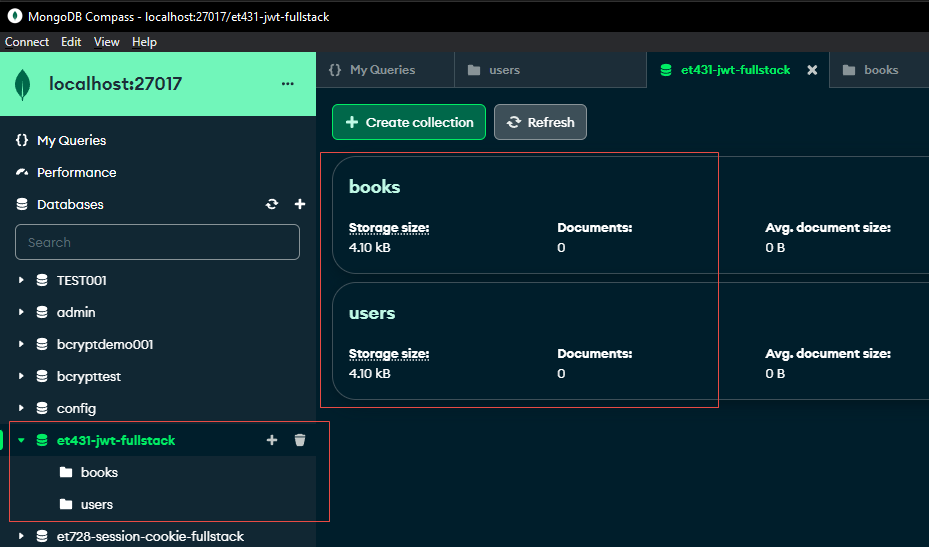 MongoDB Compass - localhost:27017/et431-jwt-fullstack
Connect Edit View Help
localhost:27017 ...
{} My Queries
Performance
Databases
Search
TEST001
admin
bcryptdemo001
bcrypttest
config
et431-jwt-fullstack
books
users
et728-session-cookie-fullstack
{} My Queries users et431-jwt-fullstack books
Create collection Refresh
books
Storage size: Documents: Avg. document size:
4.10 kB 0 0 B
users
Storage size: Documents: Avg. document size:
4.10 kB 0 0 B